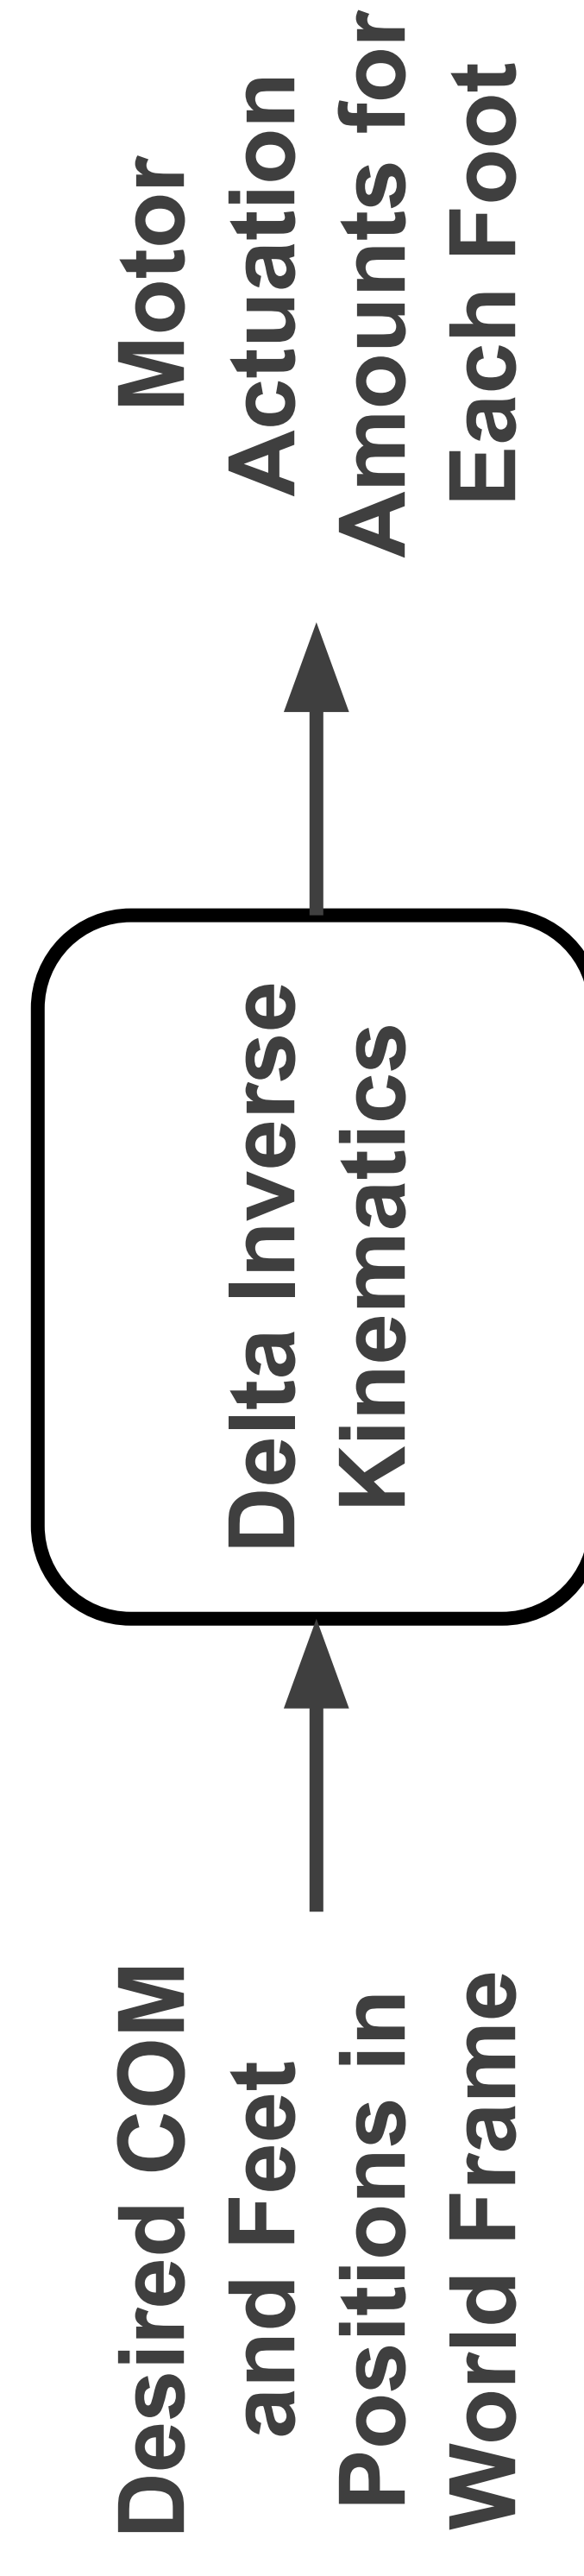 Desired COM
and Feet
Positions in
World Frame
Delta Inverse
Kinematics
Motor
Actuation
Amounts for
Each Foot